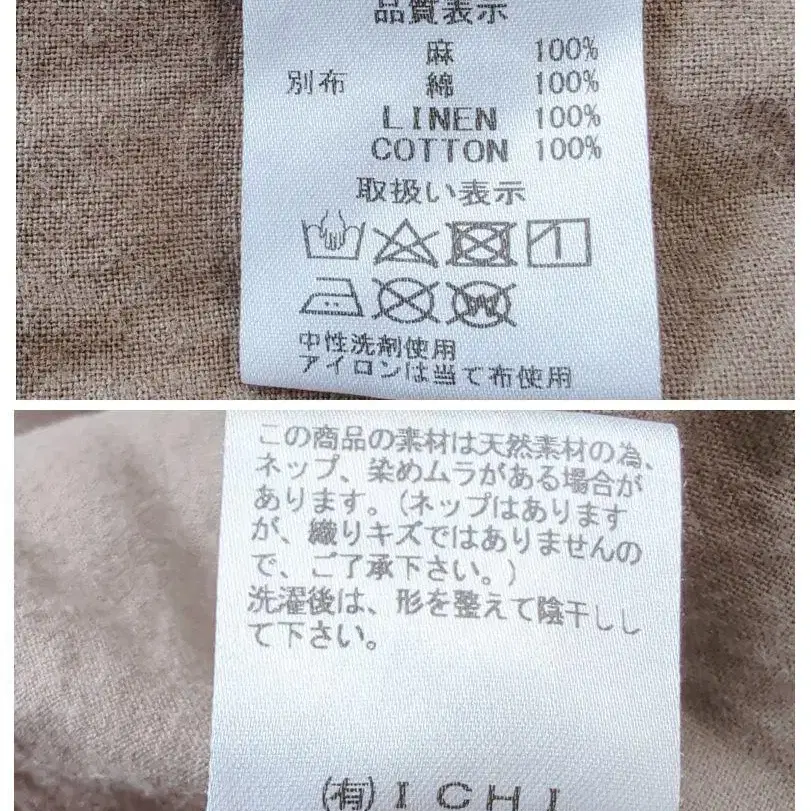 品質表示
麻 100%
別布 綿 100%
LINEN 100%
COTTON 100%
取扱い表示
W
中性洗剤使用
アイロンは当て布使用
この商品の素材は天然素材の為、
ネップ、染めムラがある場合が
あります。(ネップはあります
が、織りキズではありませんの
で、ご了承下さい。)
洗濯後は、形を整えて陰干しし
て下さい。
(有)ICHI